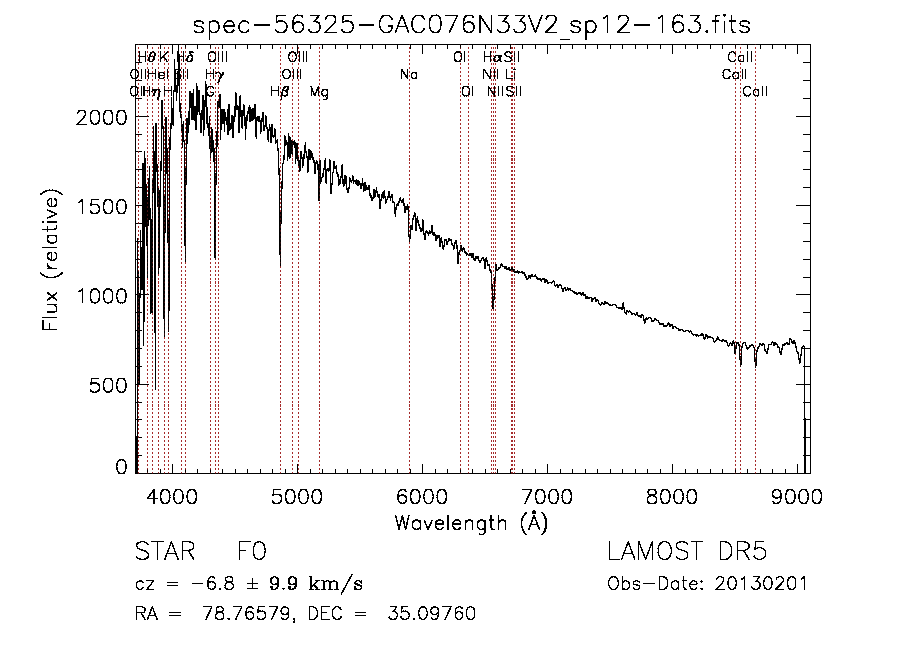 spec-56325-GAC076N33V2_sp12-163.fits
Hθ K Hδ OIII OIII OI Hα SII CaII
OII HeI SII Hγ OIII Na NII Li CaII
OII Hη H G Hβ Mg OI NII SII CaII
2000
1500
1000
500
0
Flux (relative)
4000 5000 6000 7000 8000 9000
Wavelength (Å)
STAR F0 LAMOST DR5
cz = −6.8 ± 9.9 km/s Obs-Date: 20130201
RA = 78.76579, DEC = 35.09760